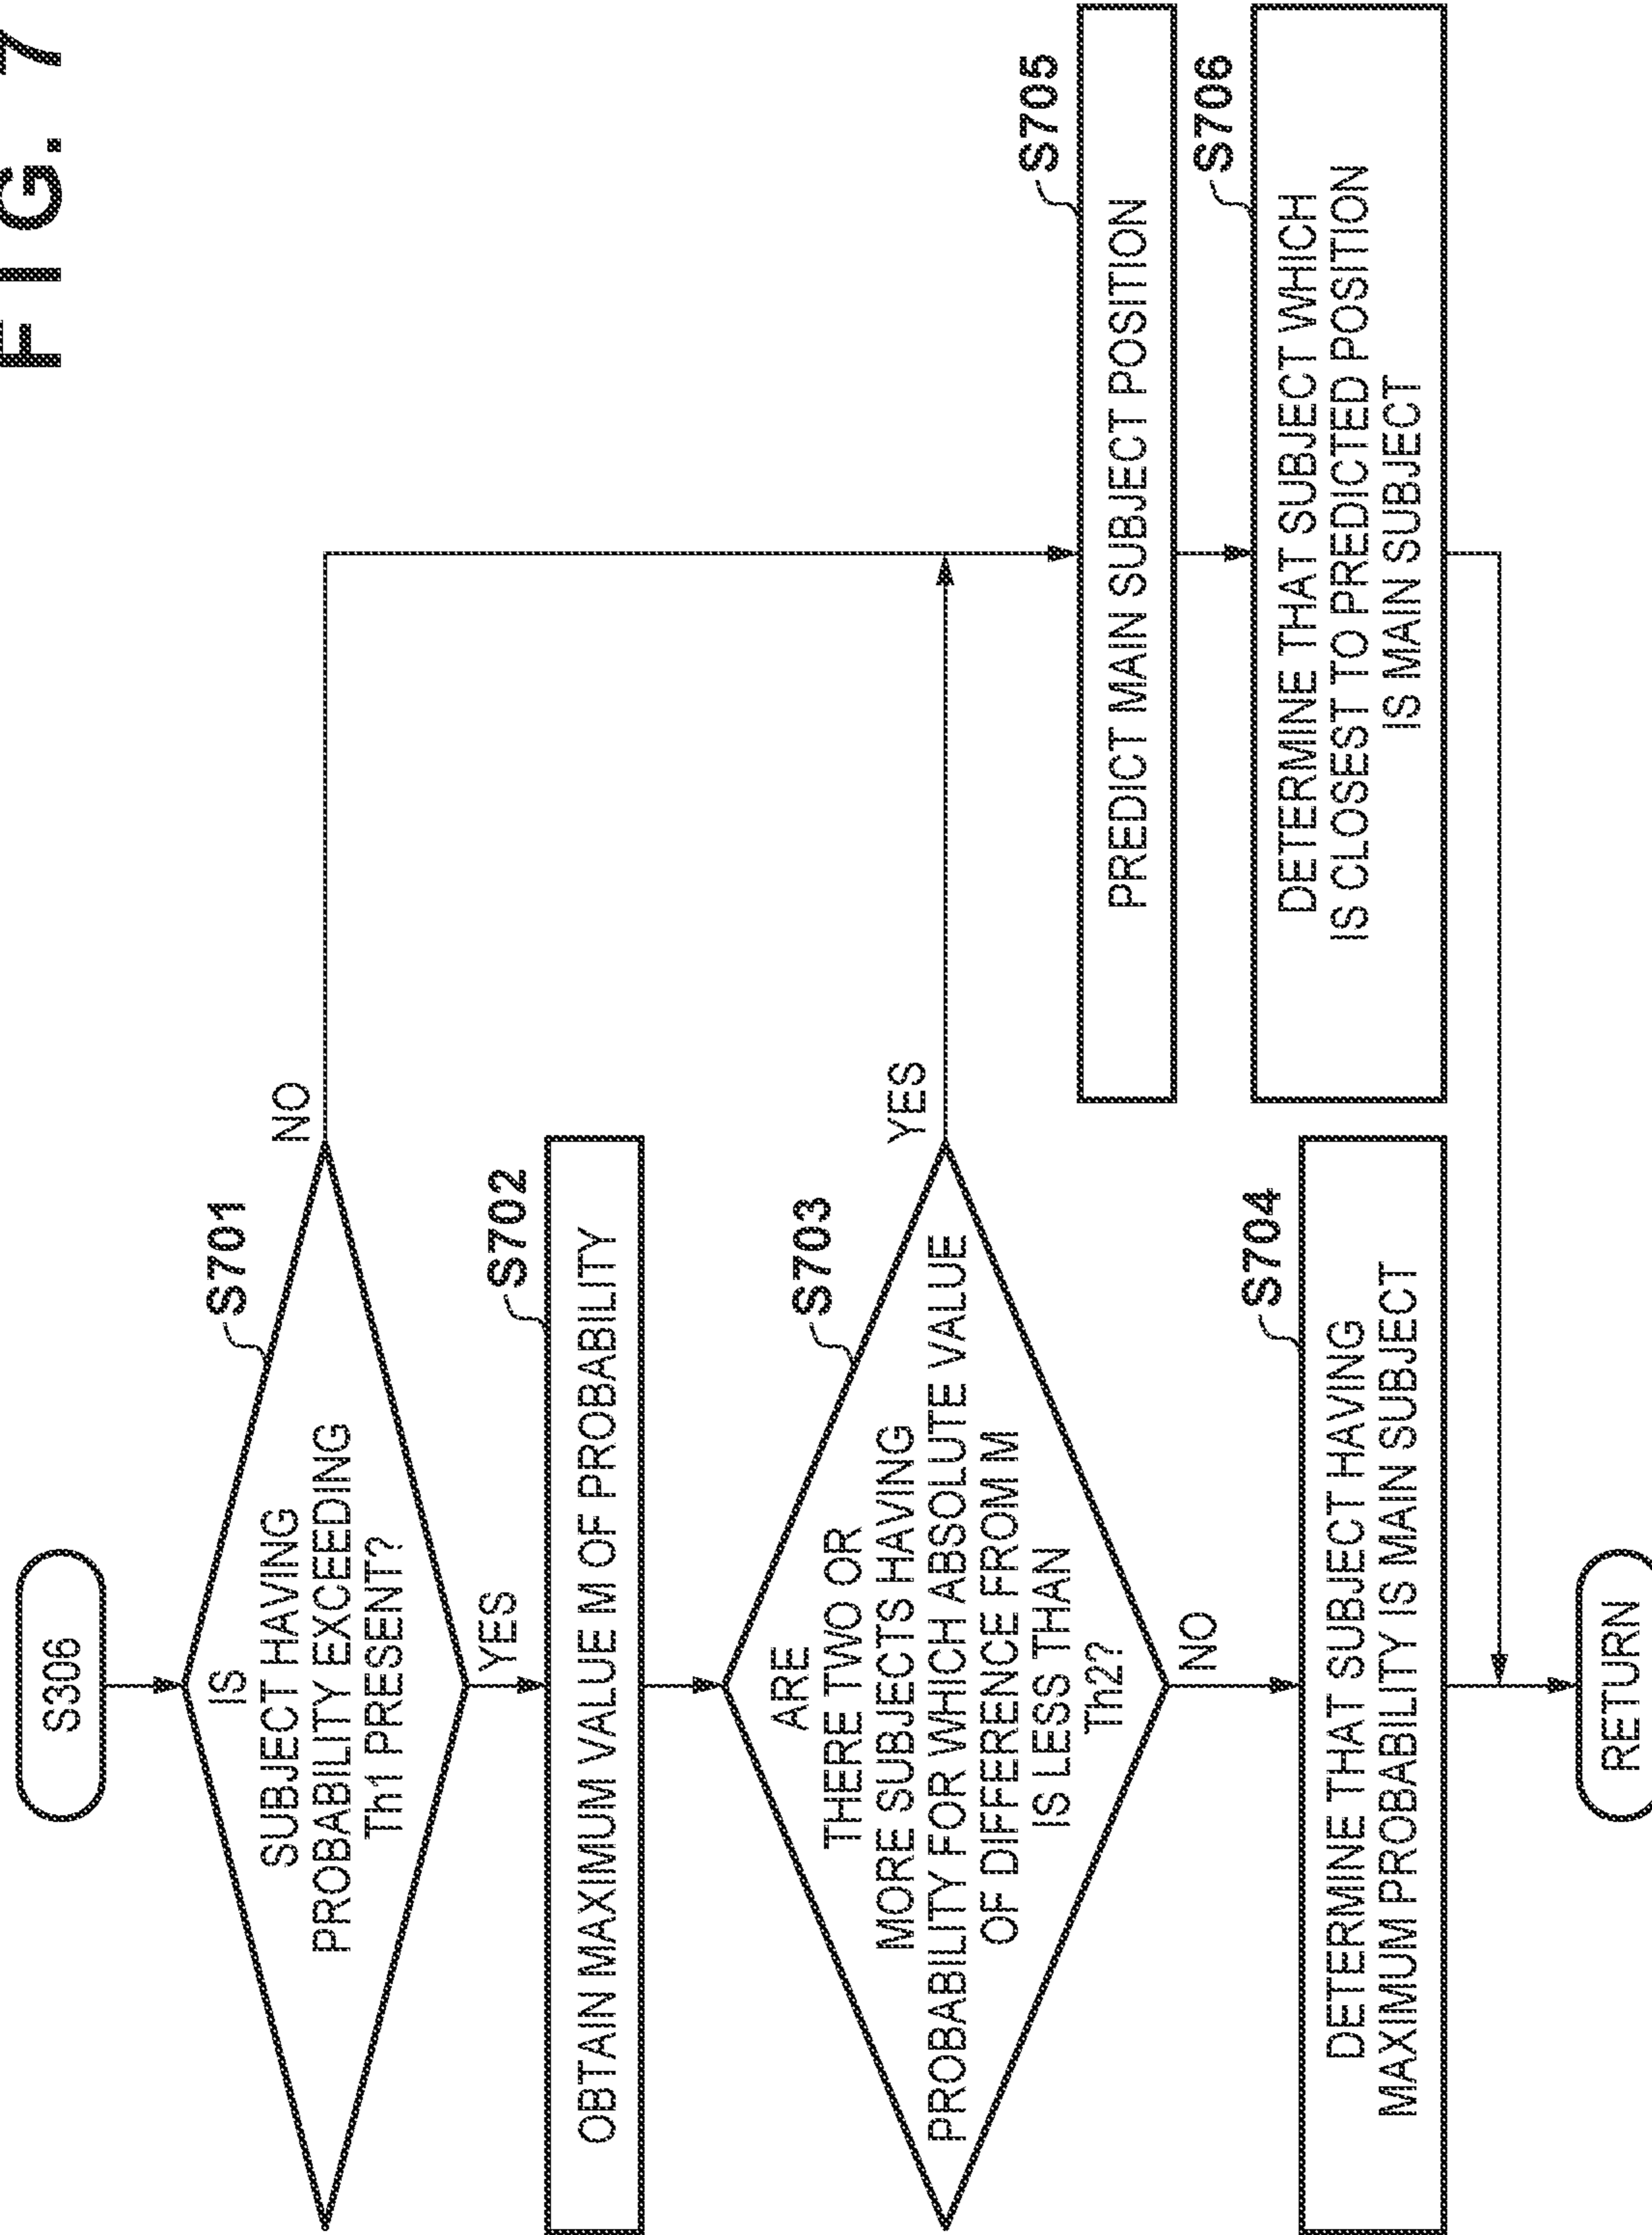 FIG. 7
S306
S701
IS
SUBJECT HAVING
PROBABILITY EXCEEDING
Th1 PRESENT?
NO
YES
S702
OBTAIN MAXIMUM VALUE M OF PROBABILITY
S703
ARE
THERE TWO OR
MORE SUBJECTS HAVING
PROBABILITY FOR WHICH ABSOLUTE VALUE
OF DIFFERENCE FROM M
IS LESS THAN
Th2?
YES
NO
S704
DETERMINE THAT SUBJECT HAVING
MAXIMUM PROBABILITY IS MAIN SUBJECT
S705
PREDICT MAIN SUBJECT POSITION
S706
DETERMINE THAT SUBJECT WHICH
IS CLOSEST TO PREDICTED POSITION
IS MAIN SUBJECT
RETURN